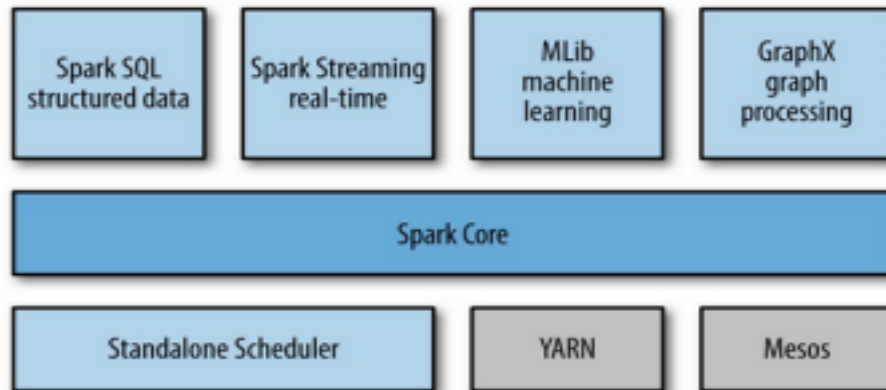 Spark SQL
structured data
Spark Streaming
real-time
MLib
machine
learning
GraphX
graph
processing
Spark Core
Standalone Scheduler
YARN
Mesos